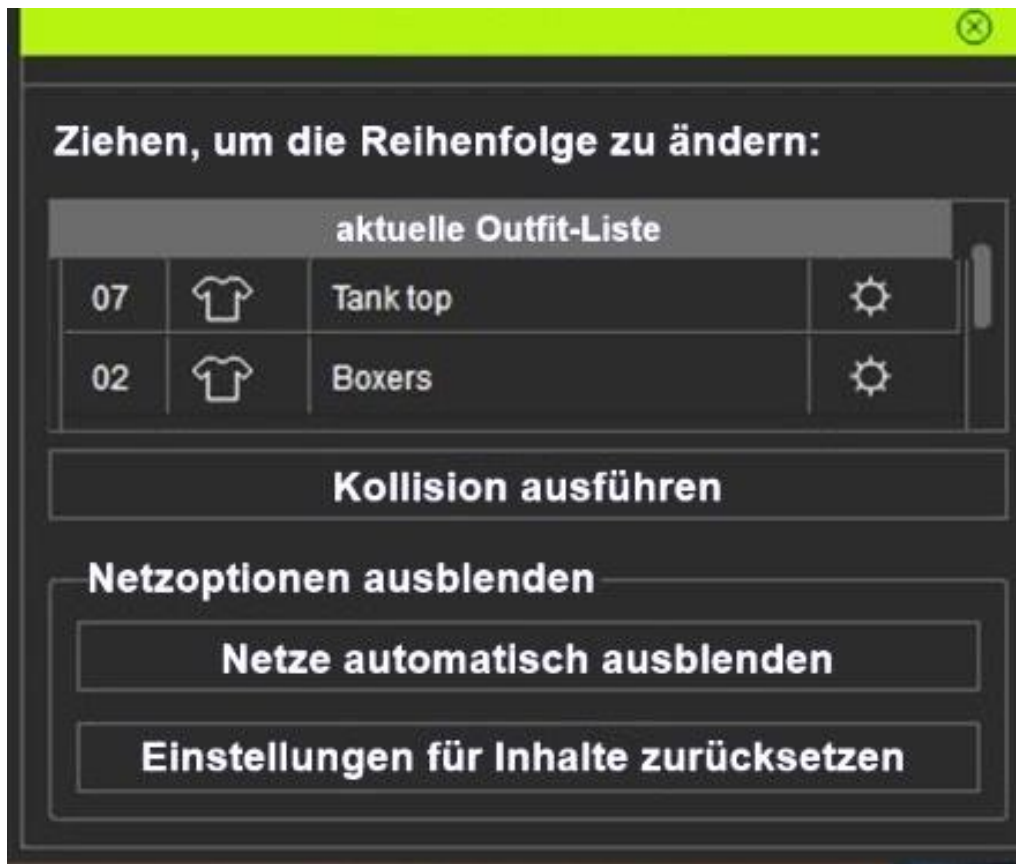 Ziehen, um die Reihenfolge zu ändern:
aktuelle Outfit-Liste
07 Tank top
02 Boxers
Kollision ausführen
Netzoptionen ausblenden
Netze automatisch ausblenden
Einstellungen für Inhalte zurücksetzen